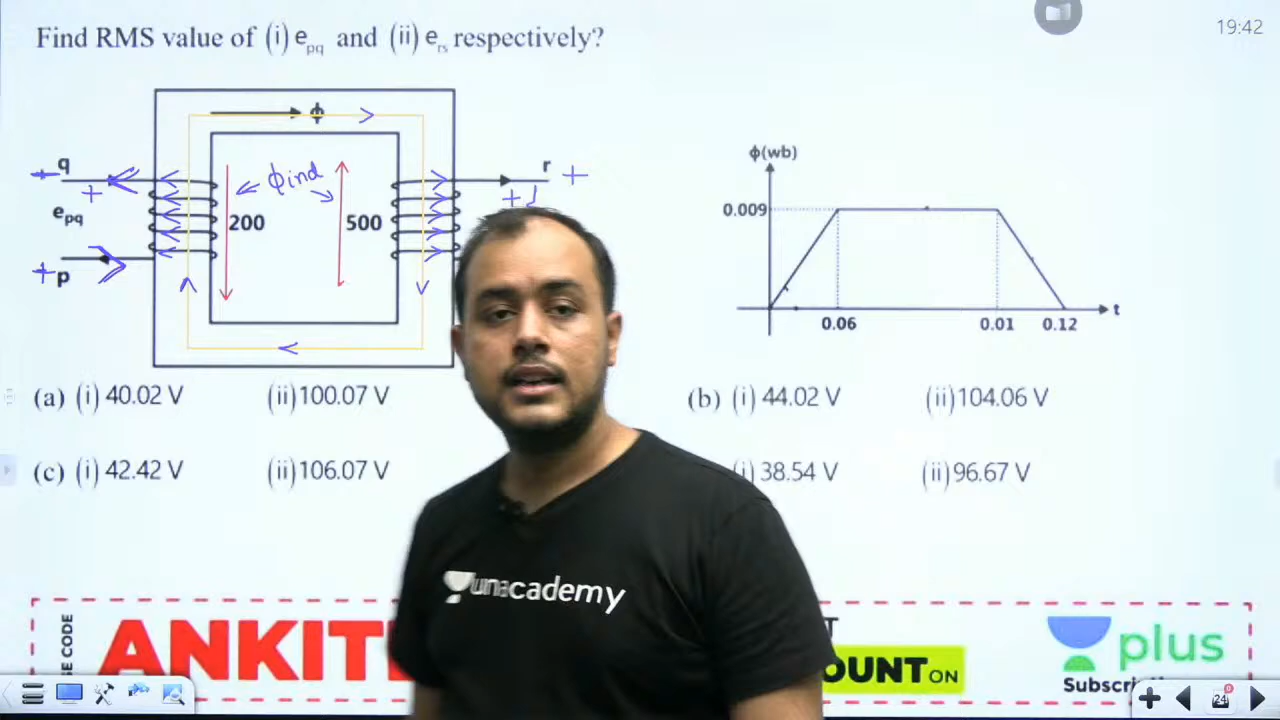 19:42
Find RMS value of (i) e_pq and (ii) e_rs respectively?
ϕ
q
+
+
ϕind
r
+
e_pq
200
500
+
+
p
ϕ(wb)
0.009
0.06
0.01
0.12
t
(a) (i) 40.02 V (ii) 100.07 V
(b) (i) 44.02 V (ii) 104.06 V
(c) (i) 42.42 V (ii) 106.07 V
(i) 38.54 V (ii) 96.67 V
unacademy
CODE
ANKIT
OUNT ON
plus
24